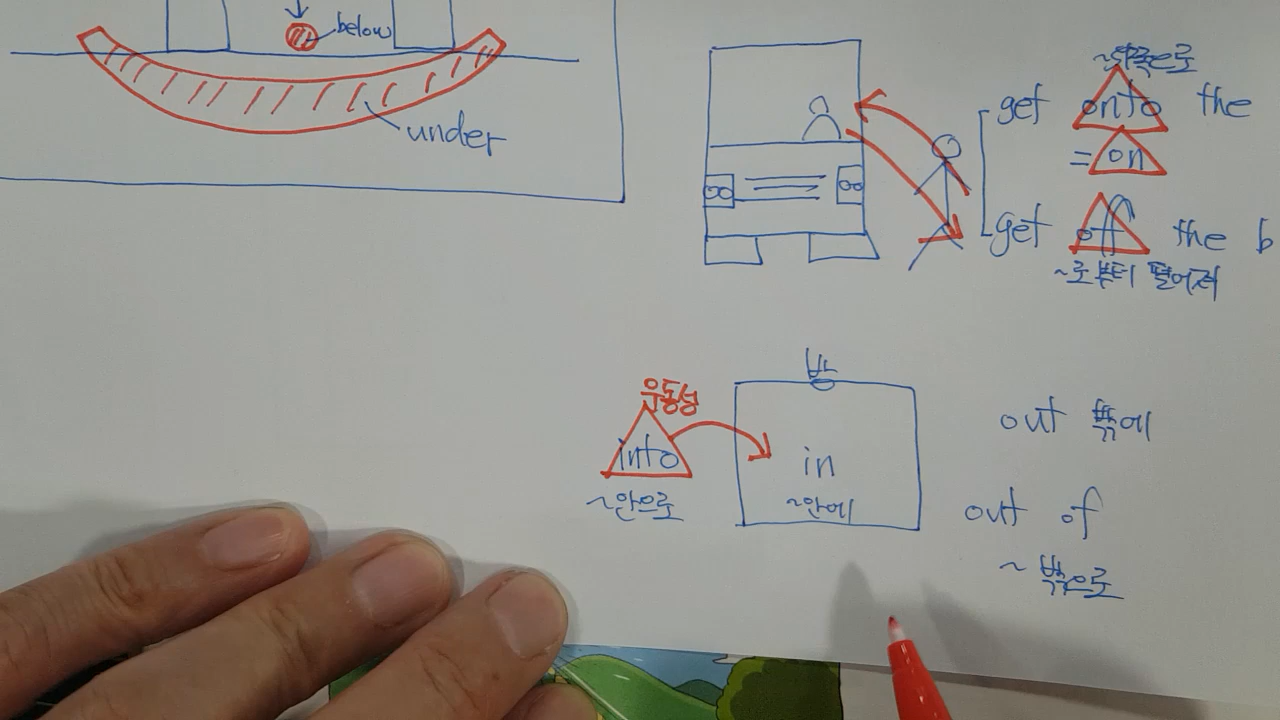 below
under
~위쪽으로
get onto the
= on
get off the b
~로부터 떨어져
방
운동성
into
~안으로
in
~안에
out 밖에
out of
~ 밖으로